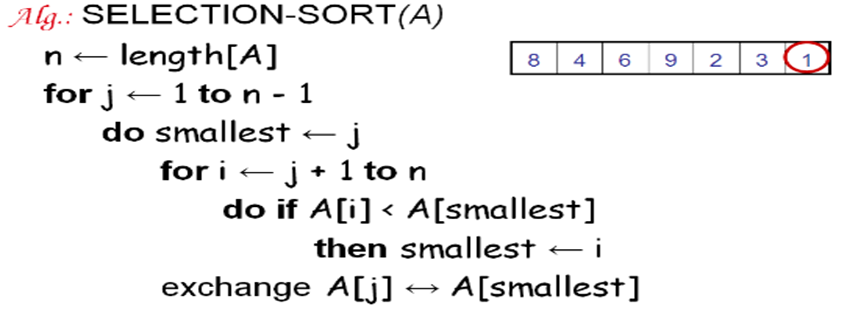 Alg.: SELECTION-SORT(A)
n ← length[A]
8 4 6 9 2 3 1
for j ← 1 to n - 1
do smallest ← j
for i ← j + 1 to n
do if A[i] < A[smallest]
then smallest ← i
exchange A[j] ↔ A[smallest]